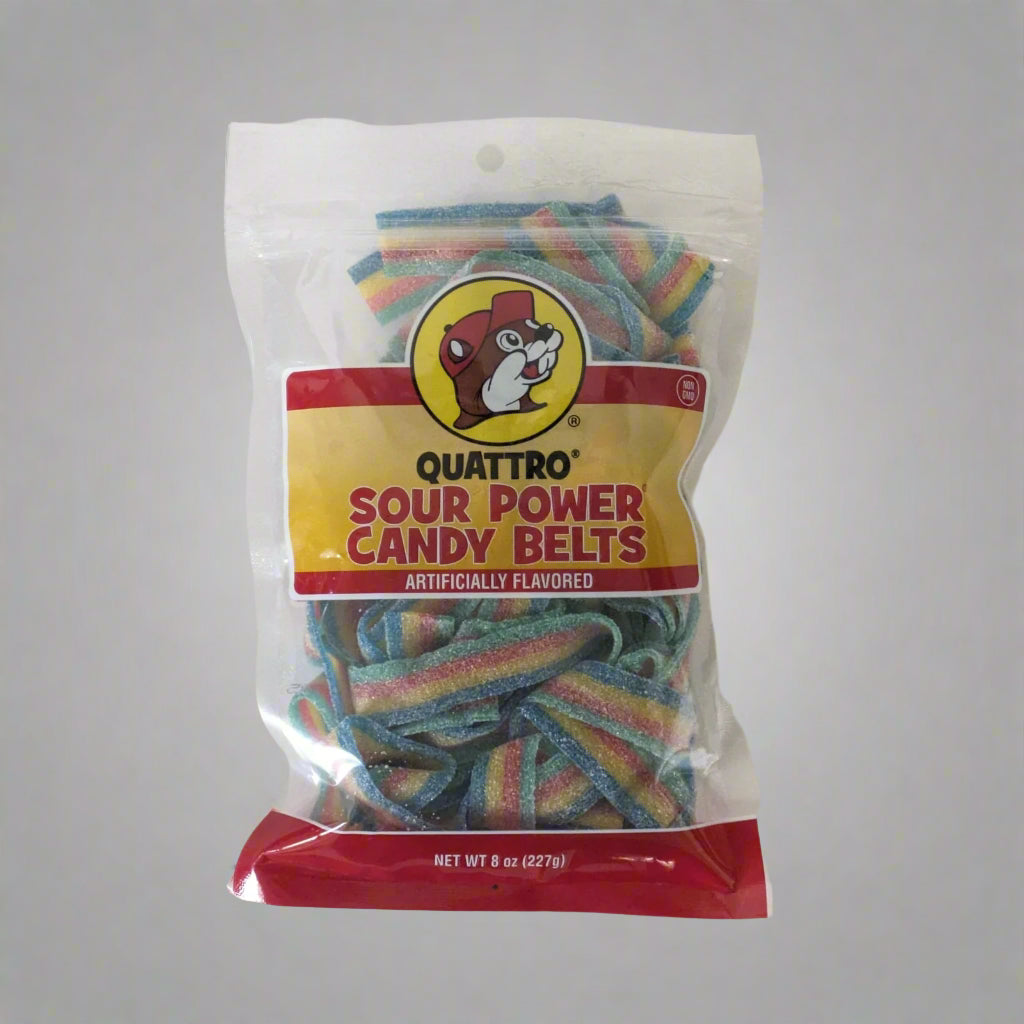 NON
GMO
®
QUATTRO®
SOUR POWER
CANDY BELTS
ARTIFICIALLY FLAVORED
NET WT 8 oz (227g)